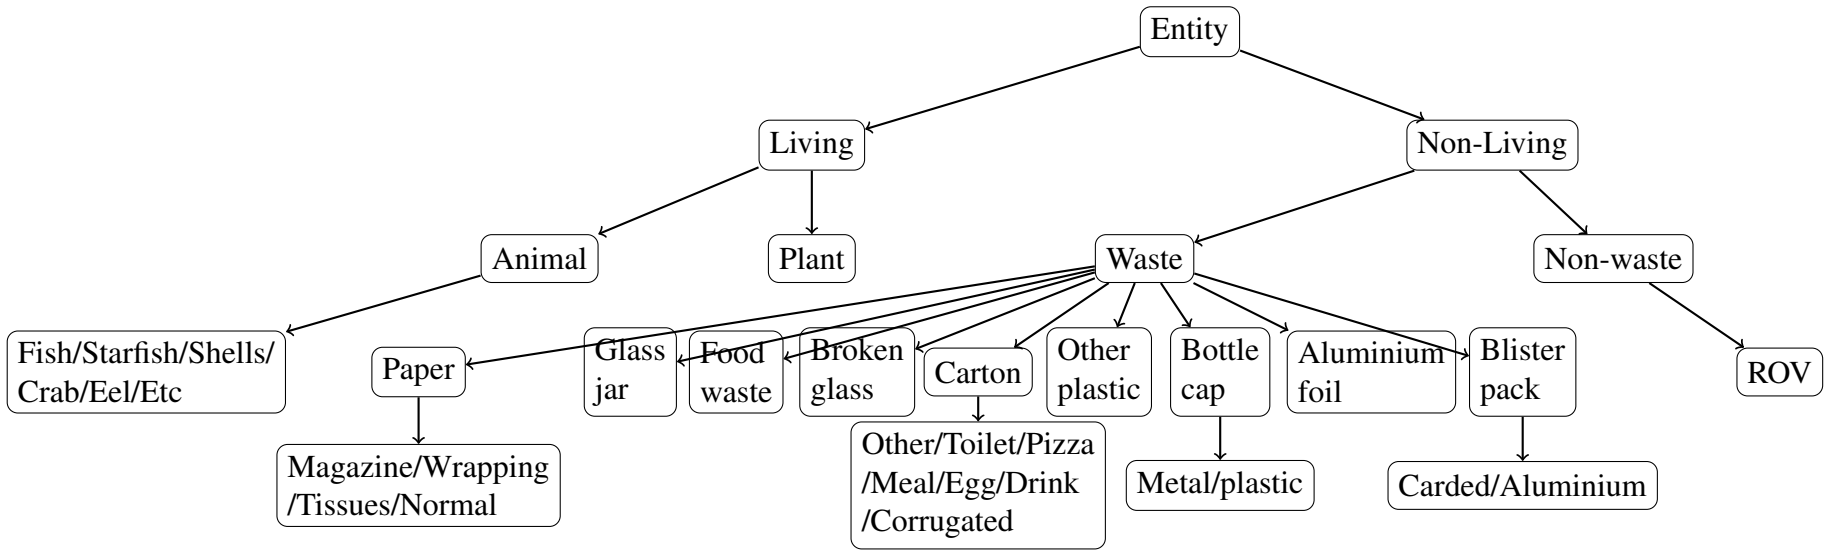 Entity
Living
Non-Living
Animal
Plant
Waste
Non-waste
Fish/Starfish/Shells/
Crab/Eel/Etc
Paper
Glass
jar
Food
waste
Broken
glass
Carton
Other
plastic
Bottle
cap
Aluminium
foil
Blister
pack
ROV
Magazine/Wrapping
/Tissues/Normal
Other/Toilet/Pizza
/Meal/Egg/Drink
/Corrugated
Metal/plastic
Carded/Aluminium